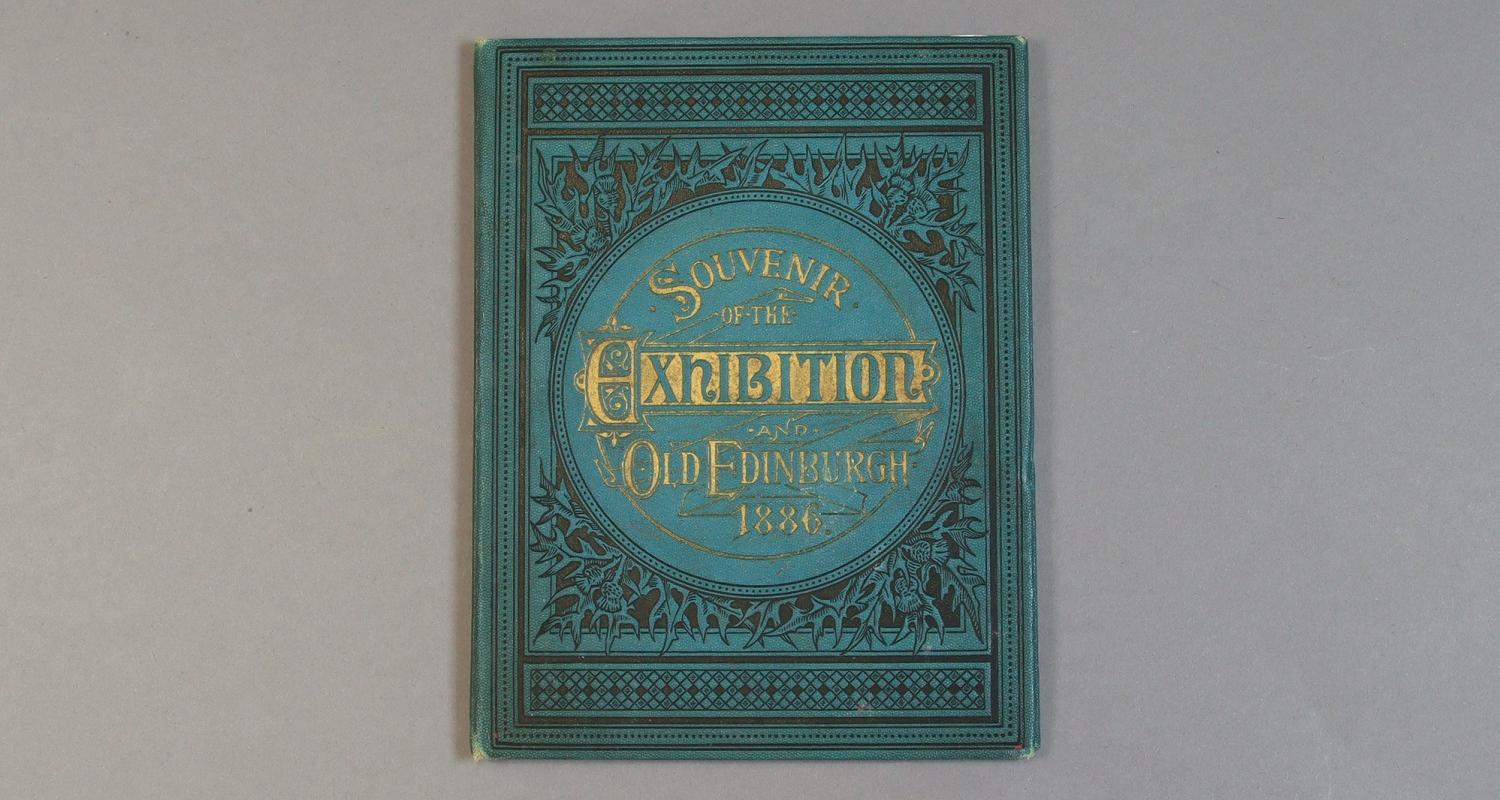 SOUVENIR
OF·THE·
EXHIBITION
·AND·
OLD EDINBURGH·
1886.